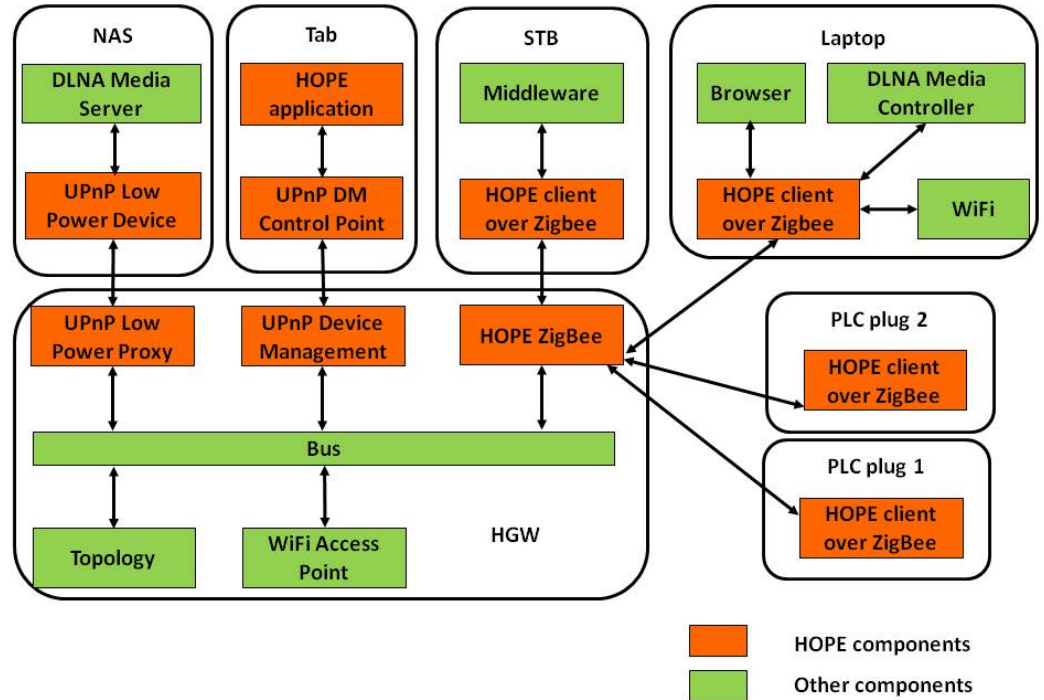 NAS
DLNA Media
Server
UPnP Low
Power Device
Tab
HOPE
application
UPnP DM
Control Point
STB
Middleware
HOPE client
over Zigbee
Laptop
Browser
DLNA Media
Controller
HOPE client
over Zigbee
WiFi
UPnP Low
Power Proxy
UPnP Device
Management
HOPE ZigBee
Bus
Topology
WiFi Access
Point
HGW
PLC plug 2
HOPE client
over ZigBee
PLC plug 1
HOPE client
over ZigBee
HOPE components
Other components